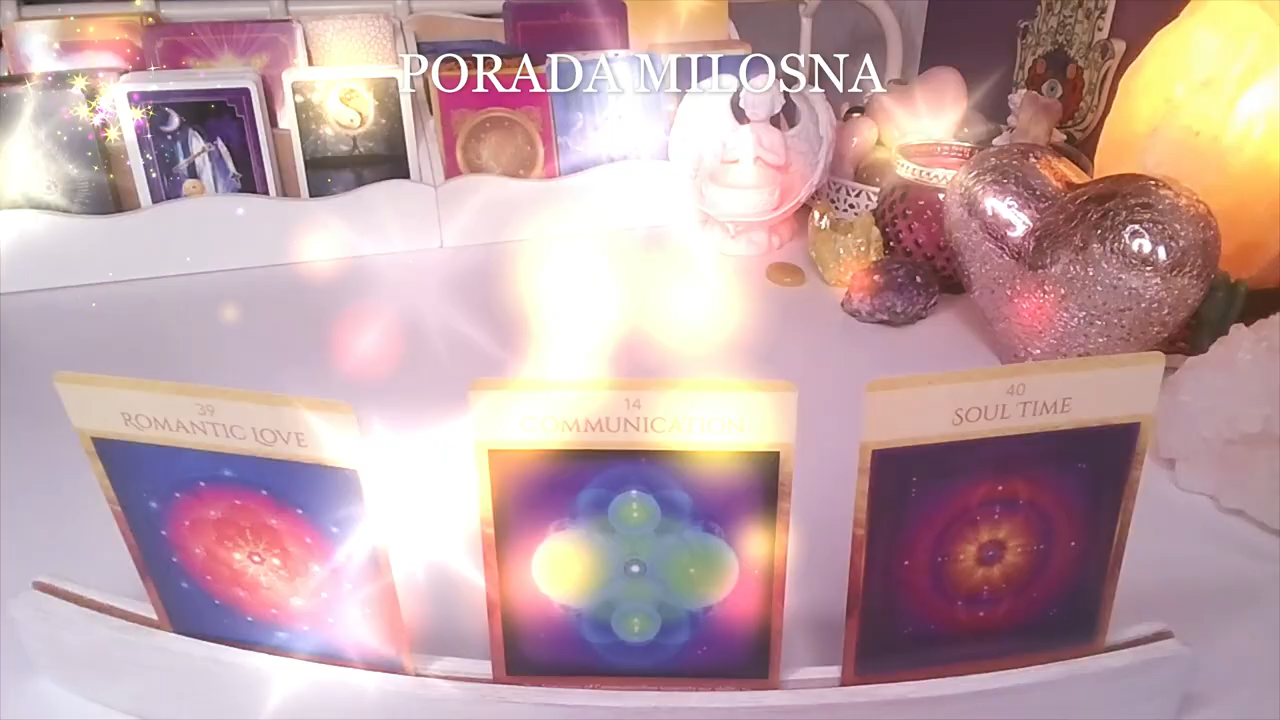 PORADA MILOSNA
39
ROMANTIC LOVE
14
COMMUNICATION
40
SOUL TIME